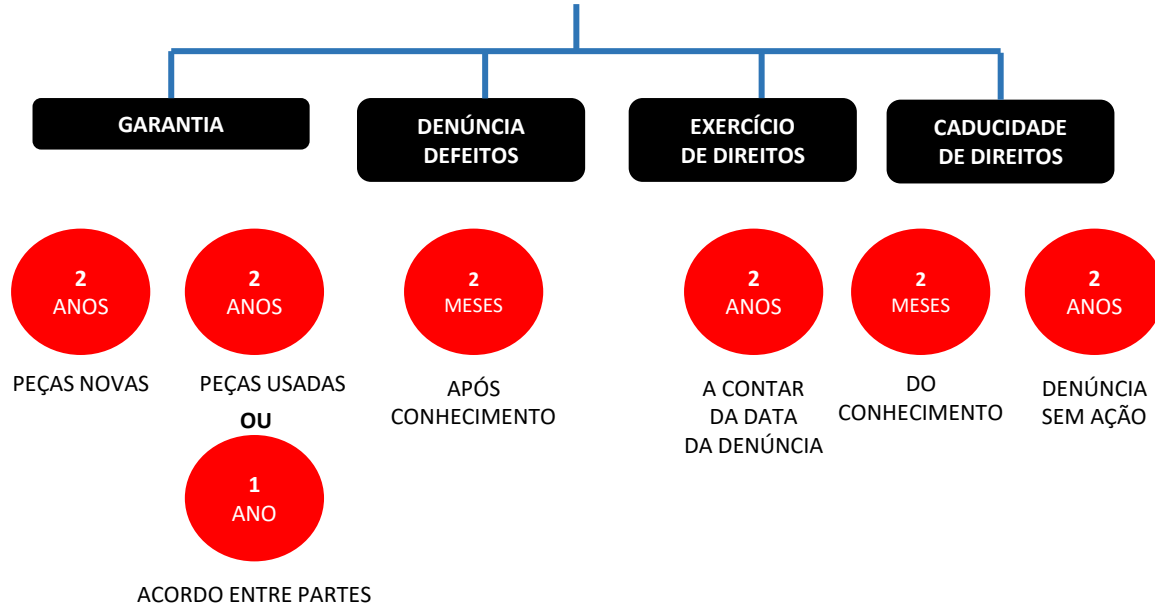 GARANTIA
DENÚNCIA
DEFEITOS
EXERCÍCIO
DE DIREITOS
CADUCIDADE
DE DIREITOS
2
ANOS
PEÇAS NOVAS
2
ANOS
PEÇAS USADAS
OU
1
ANO
ACORDO ENTRE PARTES
2
MESES
APÓS
CONHECIMENTO
2
ANOS
A CONTAR
DA DATA
DA DENÚNCIA
2
MESES
DO
CONHECIMENTO
2
ANOS
DENÚNCIA
SEM AÇÃO